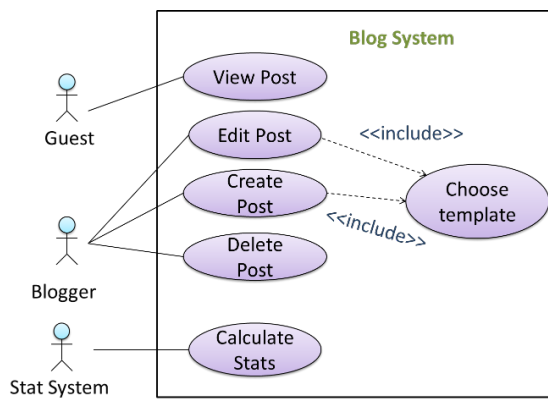 Blog System
View Post
Guest
Edit Post
<<include>>
Create
Post
Choose
template
<<include>>
Blogger
Delete
Post
Stat System
Calculate
Stats